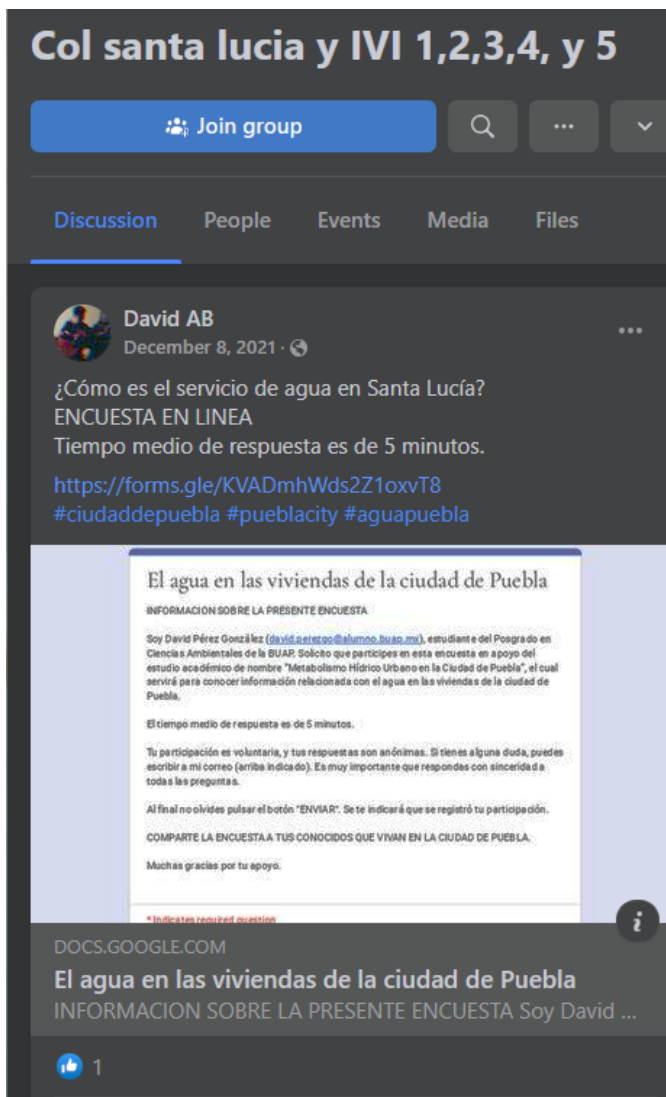 Col santa lucia y IVI 1,2,3,4, y 5
Join group
Discussion People Events Media Files
David AB
December 8, 2021 ·
¿Cómo es el servicio de agua en Santa Lucía?
ENCUESTA EN LINEA
Tiempo medio de respuesta es de 5 minutos.
https://forms.gle/KVADmhWds2Z1oxvT8
#ciudaddepuebla #pueblacity #aguapuebla
El agua en las viviendas de la ciudad de Puebla
INFORMACION SOBRE LA PRESENTE ENCUESTA
Soy David Pérez González (david.perezgo@alumno.buap.mx), estudiante del Posgrado en
Ciencias Ambientales de la BUAP. Solicito que participes en esta encuesta en apoyo del
estudio académico de nombre "Metabolismo Hídrico Urbano en la Ciudad de Puebla", el cual
servirá para conocer información relacionada con el agua en las viviendas de la ciudad de
Puebla.
El tiempo medio de respuesta es de 5 minutos.
Tu participación es voluntaria, y tus respuestas son anónimas. Si tienes alguna duda, puedes
escribir a mi correo (arriba indicado). Es muy importante que respondas con sinceridad a
todas las preguntas.
Al final no olvides pulsar el botón "ENVIAR". Se te indicará que se registró tu participación.
COMPARTE LA ENCUESTA A TUS CONOCIDOS QUE VIVAN EN LA CIUDAD DE PUEBLA.
Muchas gracias por tu apoyo.
* Indicates required question
DOCS.GOOGLE.COM
El agua en las viviendas de la ciudad de Puebla
INFORMACION SOBRE LA PRESENTE ENCUESTA Soy David ...
1